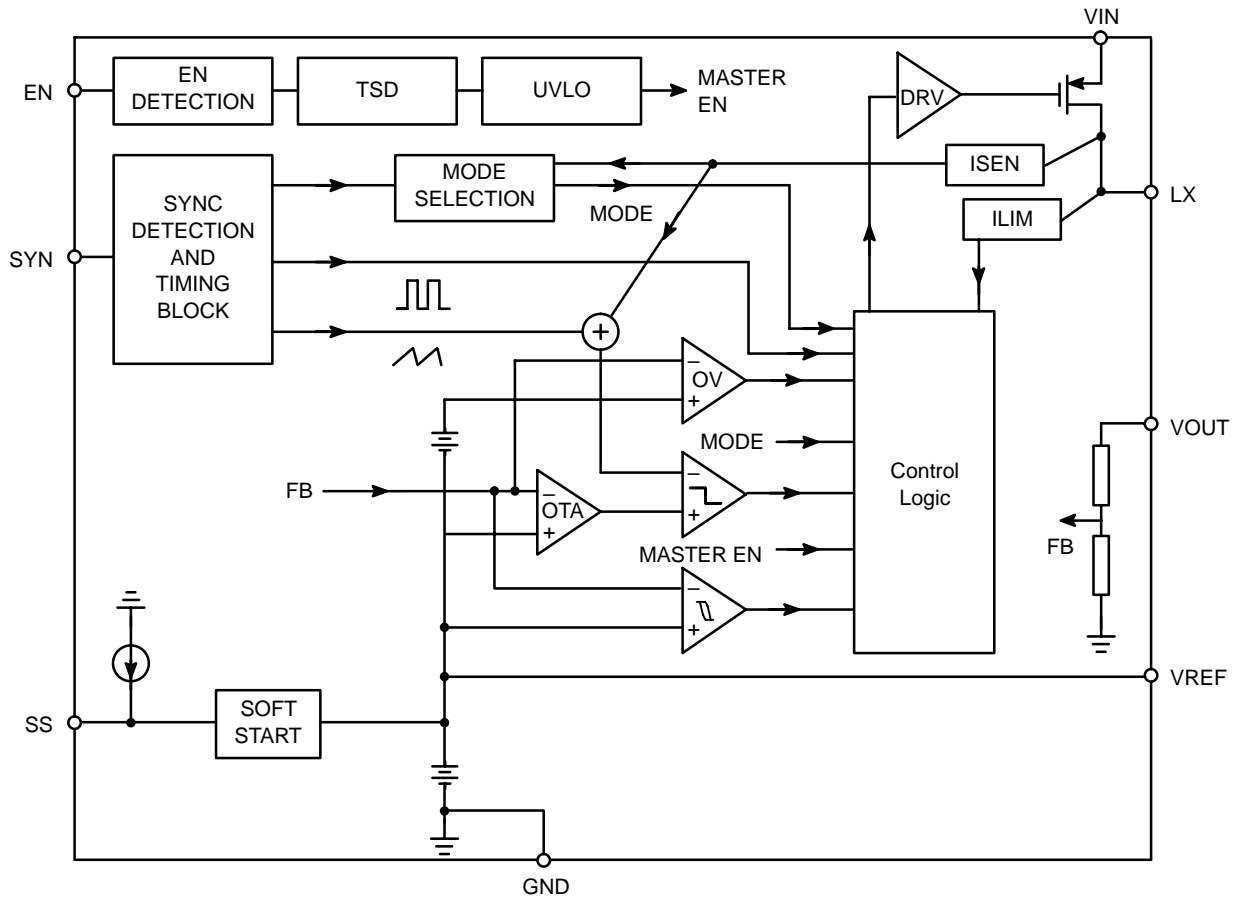 VIN
EN
EN
DETECTION
TSD
UVLO
MASTER
EN
DRV
SYN
SYNC
DETECTION
AND
TIMING
BLOCK
MODE
SELECTION
MODE
ISEN
ILIM
LX
+
−
OV
+
MODE
VOUT
FB
−
OTA
+
−
+
Control
Logic
FB
MASTER EN
−
+
VREF
SS
SOFT
START
GND